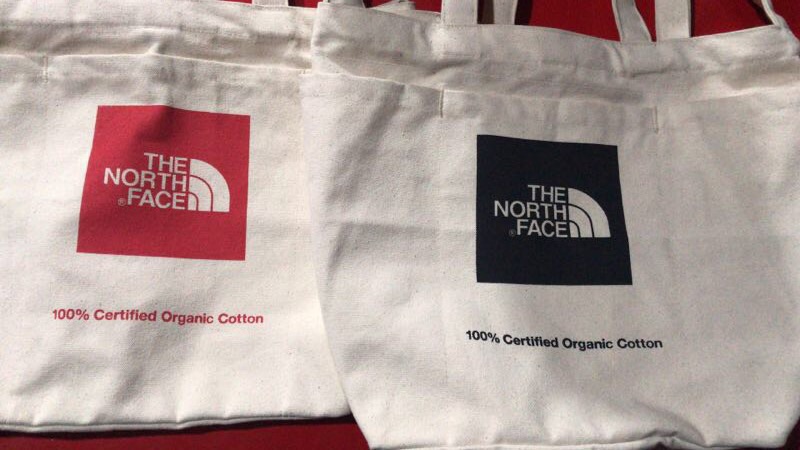 THE
NORTH
®FACE
100% Certified Organic Cotton
THE
NORTH
®FACE
100% Certified Organic Cotton